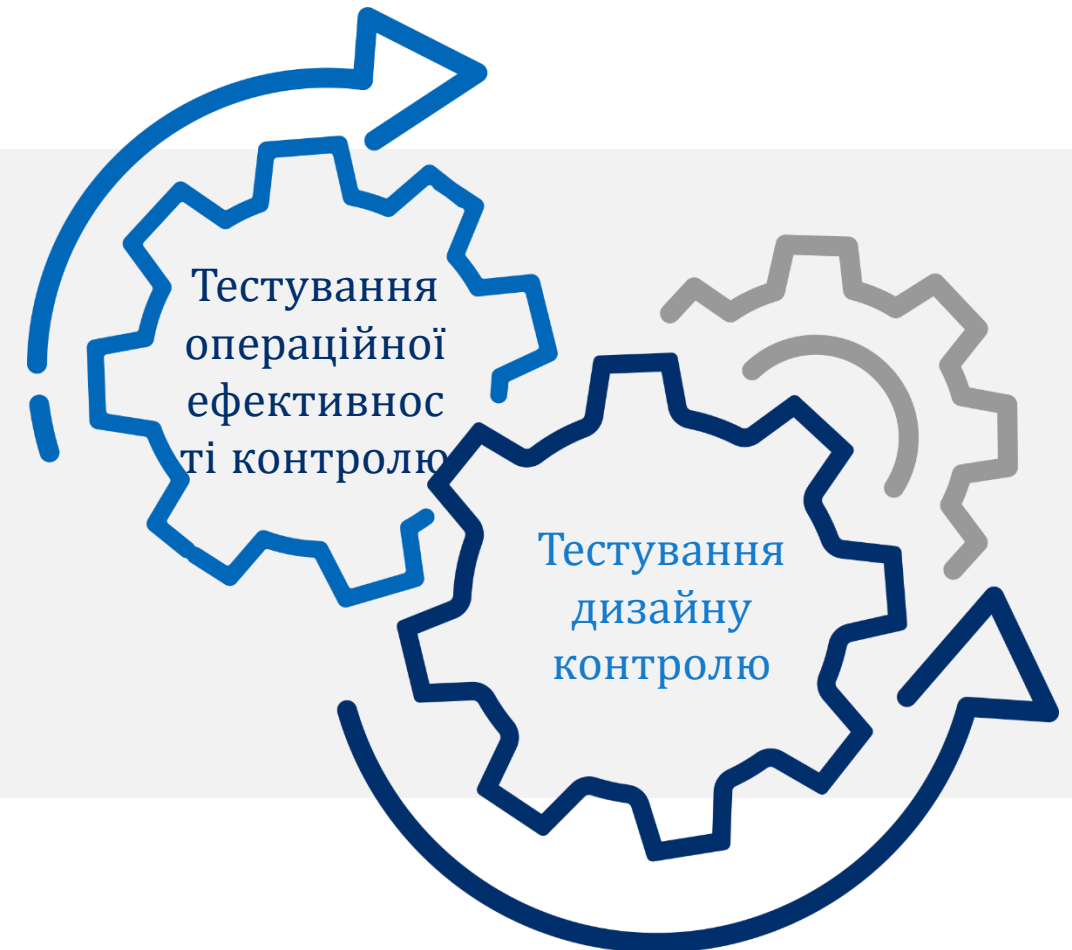 Тестування
операційної
ефективнос
ті контролю
Тестування
дизайну
контролю